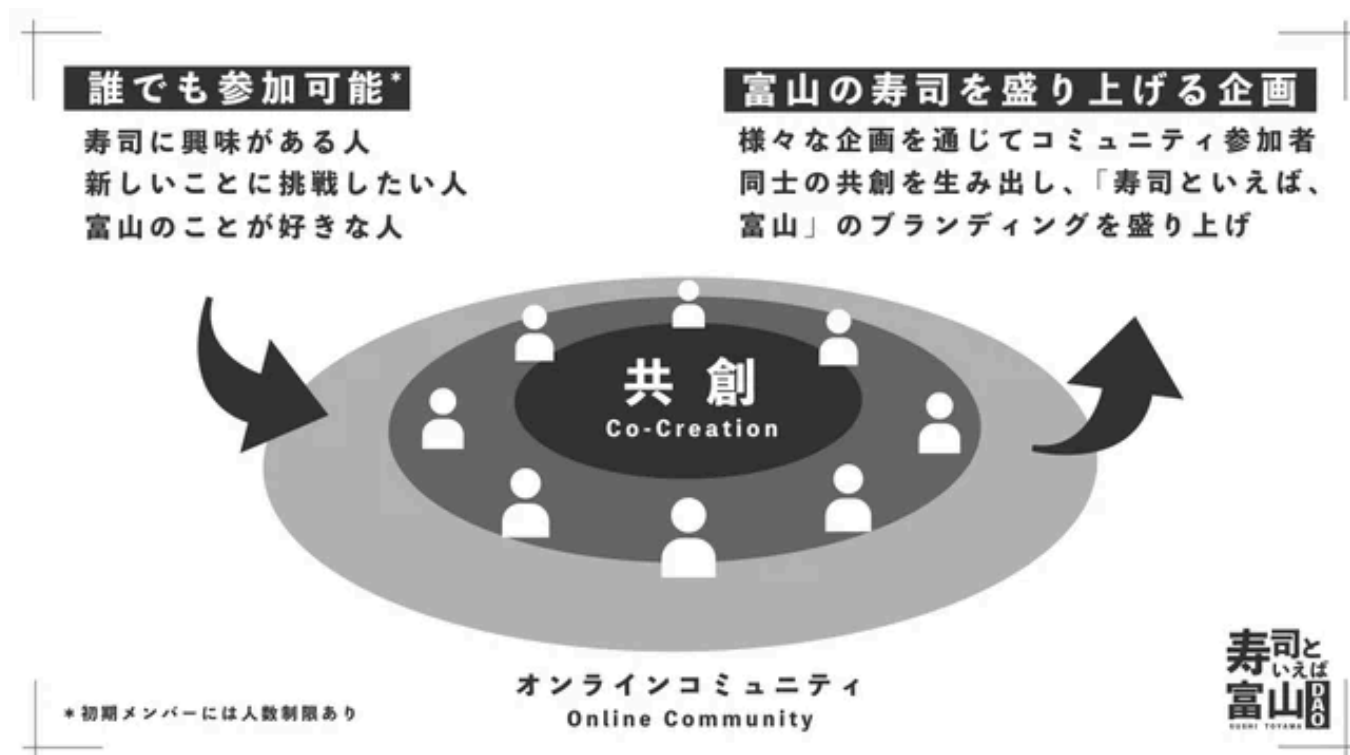 誰でも参加可能*
寿司に興味がある人
新しいことに挑戦したい人
富山のことが好きな人
富山の寿司を盛り上げる企画
様々な企画を通じてコミュニティ参加者
同士の共創を生み出し、「寿司といえば、
富山」のブランディングを盛り上げ
共創
Co-Creation
オンラインコミュニティ
Online Community
*初期メンバーには人数制限あり
寿司と
いえば
富山DAO
SUSHI TOYAMA